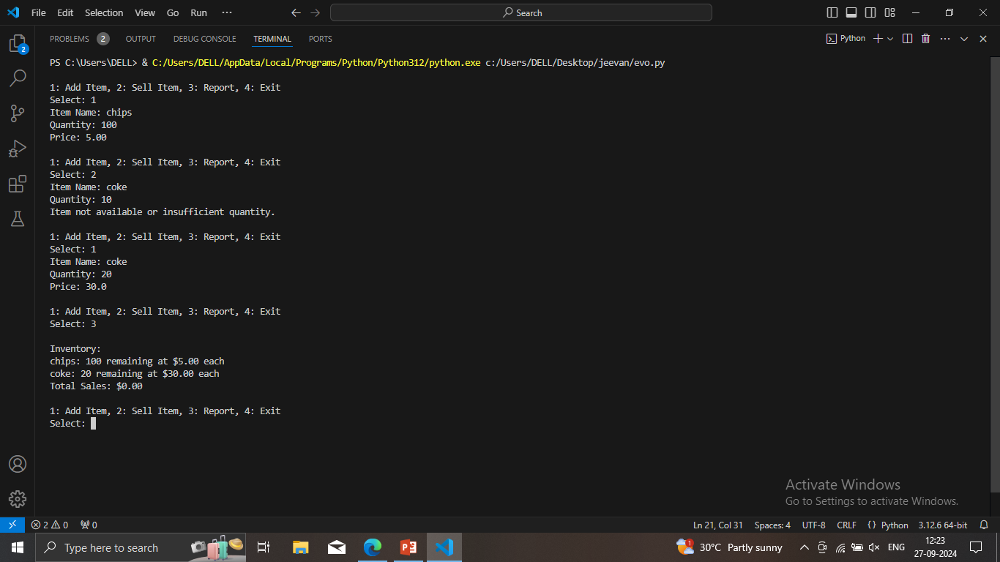 File Edit Selection View Go Run ··· Search
PROBLEMS 2 OUTPUT DEBUG CONSOLE TERMINAL PORTS Python
PS C:\Users\DELL> & C:/Users/DELL/AppData/Local/Programs/Python/Python312/python.exe c:/Users/DELL/Desktop/jeevan/evo.py
1: Add Item, 2: Sell Item, 3: Report, 4: Exit
Select: 1
Item Name: chips
Quantity: 100
Price: 5.00
1: Add Item, 2: Sell Item, 3: Report, 4: Exit
Select: 2
Item Name: coke
Quantity: 10
Item not available or insufficient quantity.
1: Add Item, 2: Sell Item, 3: Report, 4: Exit
Select: 1
Item Name: coke
Quantity: 20
Price: 30.0
1: Add Item, 2: Sell Item, 3: Report, 4: Exit
Select: 3
Inventory:
chips: 100 remaining at $5.00 each
coke: 20 remaining at $30.00 each
Total Sales: $0.00
1: Add Item, 2: Sell Item, 3: Report, 4: Exit
Select:
2
Activate Windows
Go to Settings to activate Windows.
2 0 0 Ln 21, Col 31 Spaces: 4 UTF-8 CRLF {} Python 3.12.6 64-bit
Type here to search 1 30°C Partly sunny ENG 12:23
27-09-2024